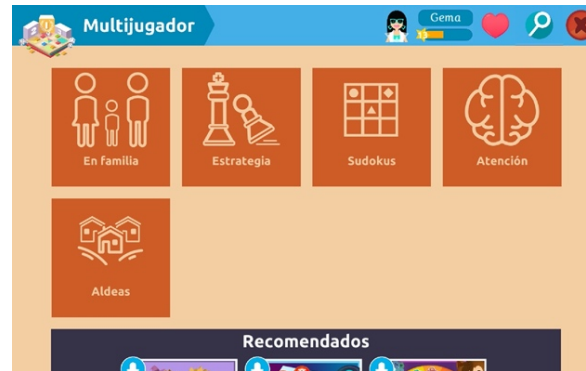 Multijugador
Gema
En familia
Estrategia
Sudokus
Atención
Aldeas
Recomendados